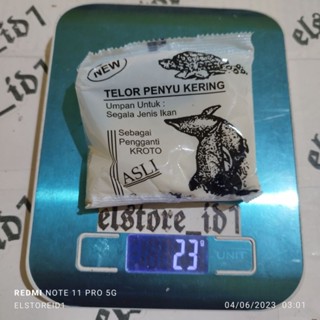 NEW
TELOR PENYU KERING
Umpan Untuk :
Segala Jenis Ikan
Sebagai
Pengganti
KROTO
ASLI
elstore_id1
23°
UNIT
REDMI NOTE 11 PRO 5G
ELSTOREID1
04/06/2023 03:01